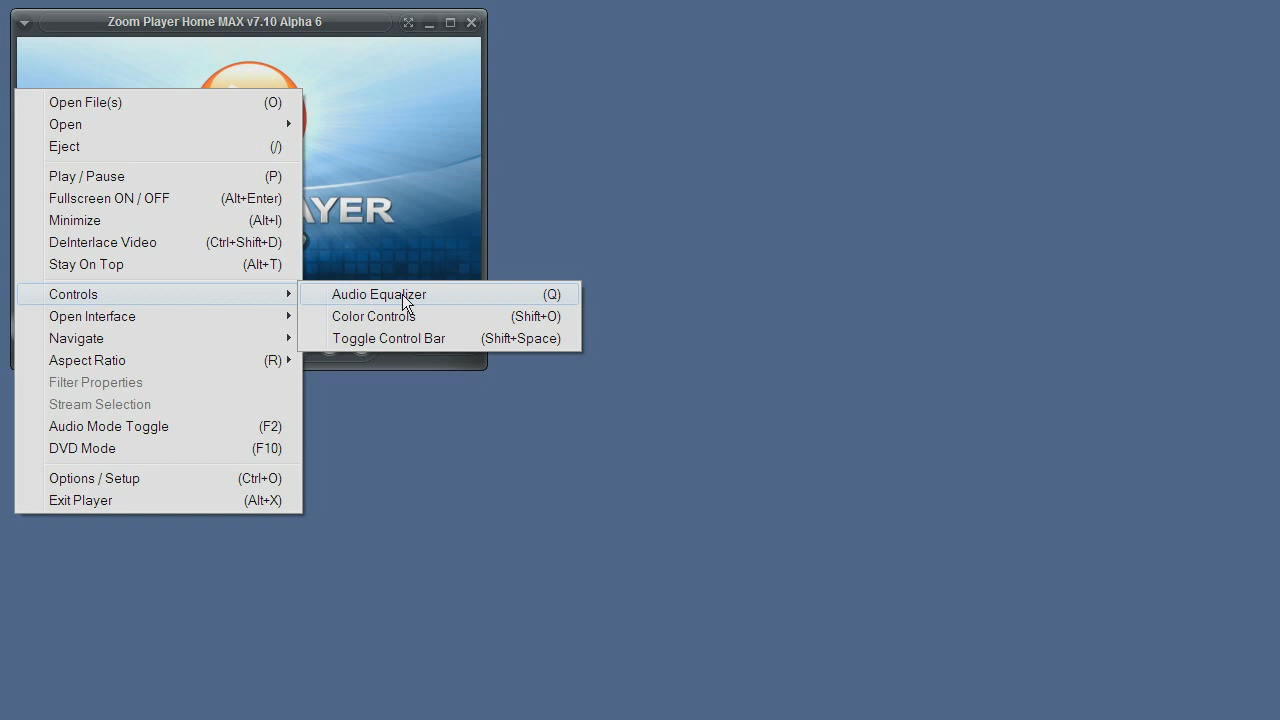 Zoom Player Home MAX v7.10 Alpha 6
AYER
Open File(s) (O)
Open
Eject (/)
Play / Pause (P)
Fullscreen ON / OFF (Alt+Enter)
Minimize (Alt+I)
DeInterlace Video (Ctrl+Shift+D)
Stay On Top (Alt+T)
Controls
Open Interface
Navigate
Aspect Ratio (R)
Filter Properties
Stream Selection
Audio Mode Toggle (F2)
DVD Mode (F10)
Options / Setup (Ctrl+O)
Exit Player (Alt+X)
Audio Equalizer (Q)
Color Controls (Shift+O)
Toggle Control Bar (Shift+Space)